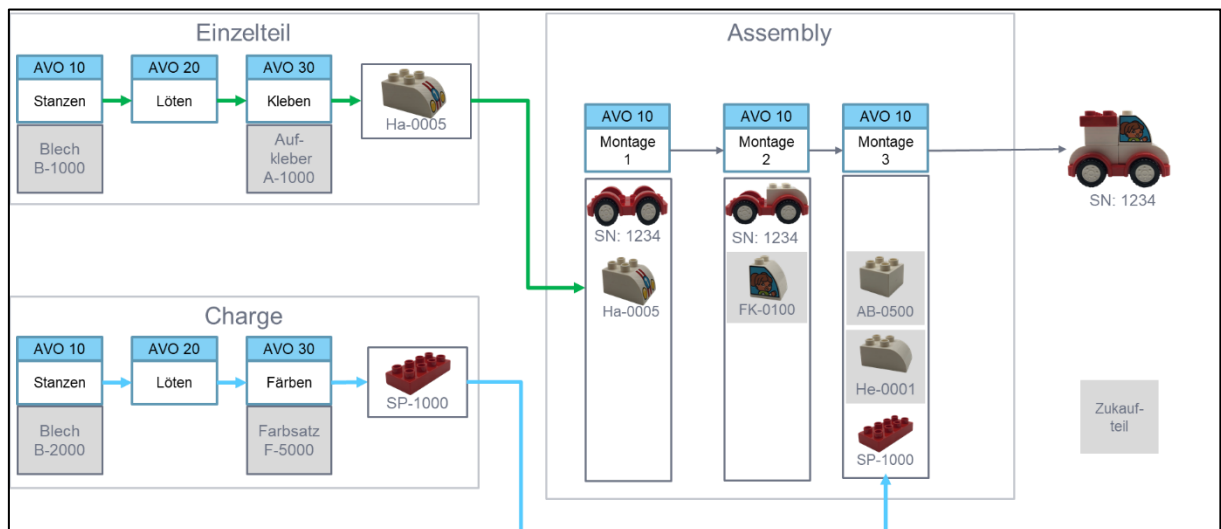 Einzelteil
AVO 10
AVO 20
AVO 30
Stanzen
Löten
Kleben
Blech
B-1000
Auf-
kleber
A-1000
Ha-0005
Charge
AVO 10
AVO 20
AVO 30
Stanzen
Löten
Färben
Blech
B-2000
Farbsatz
F-5000
SP-1000
Assembly
AVO 10
AVO 10
AVO 10
Montage
1
Montage
2
Montage
3
SN: 1234
Ha-0005
SN: 1234
FK-0100
AB-0500
He-0001
SP-1000
SN: 1234
Zukauf-
teil